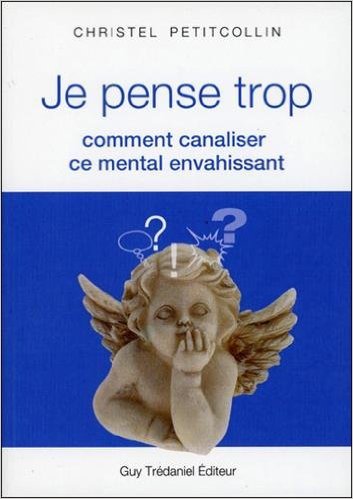 CHRISTEL PETITCOLLIN
Je pense trop
comment canaliser
ce mental envahissant
?
!
?
Guy Trédaniel Éditeur